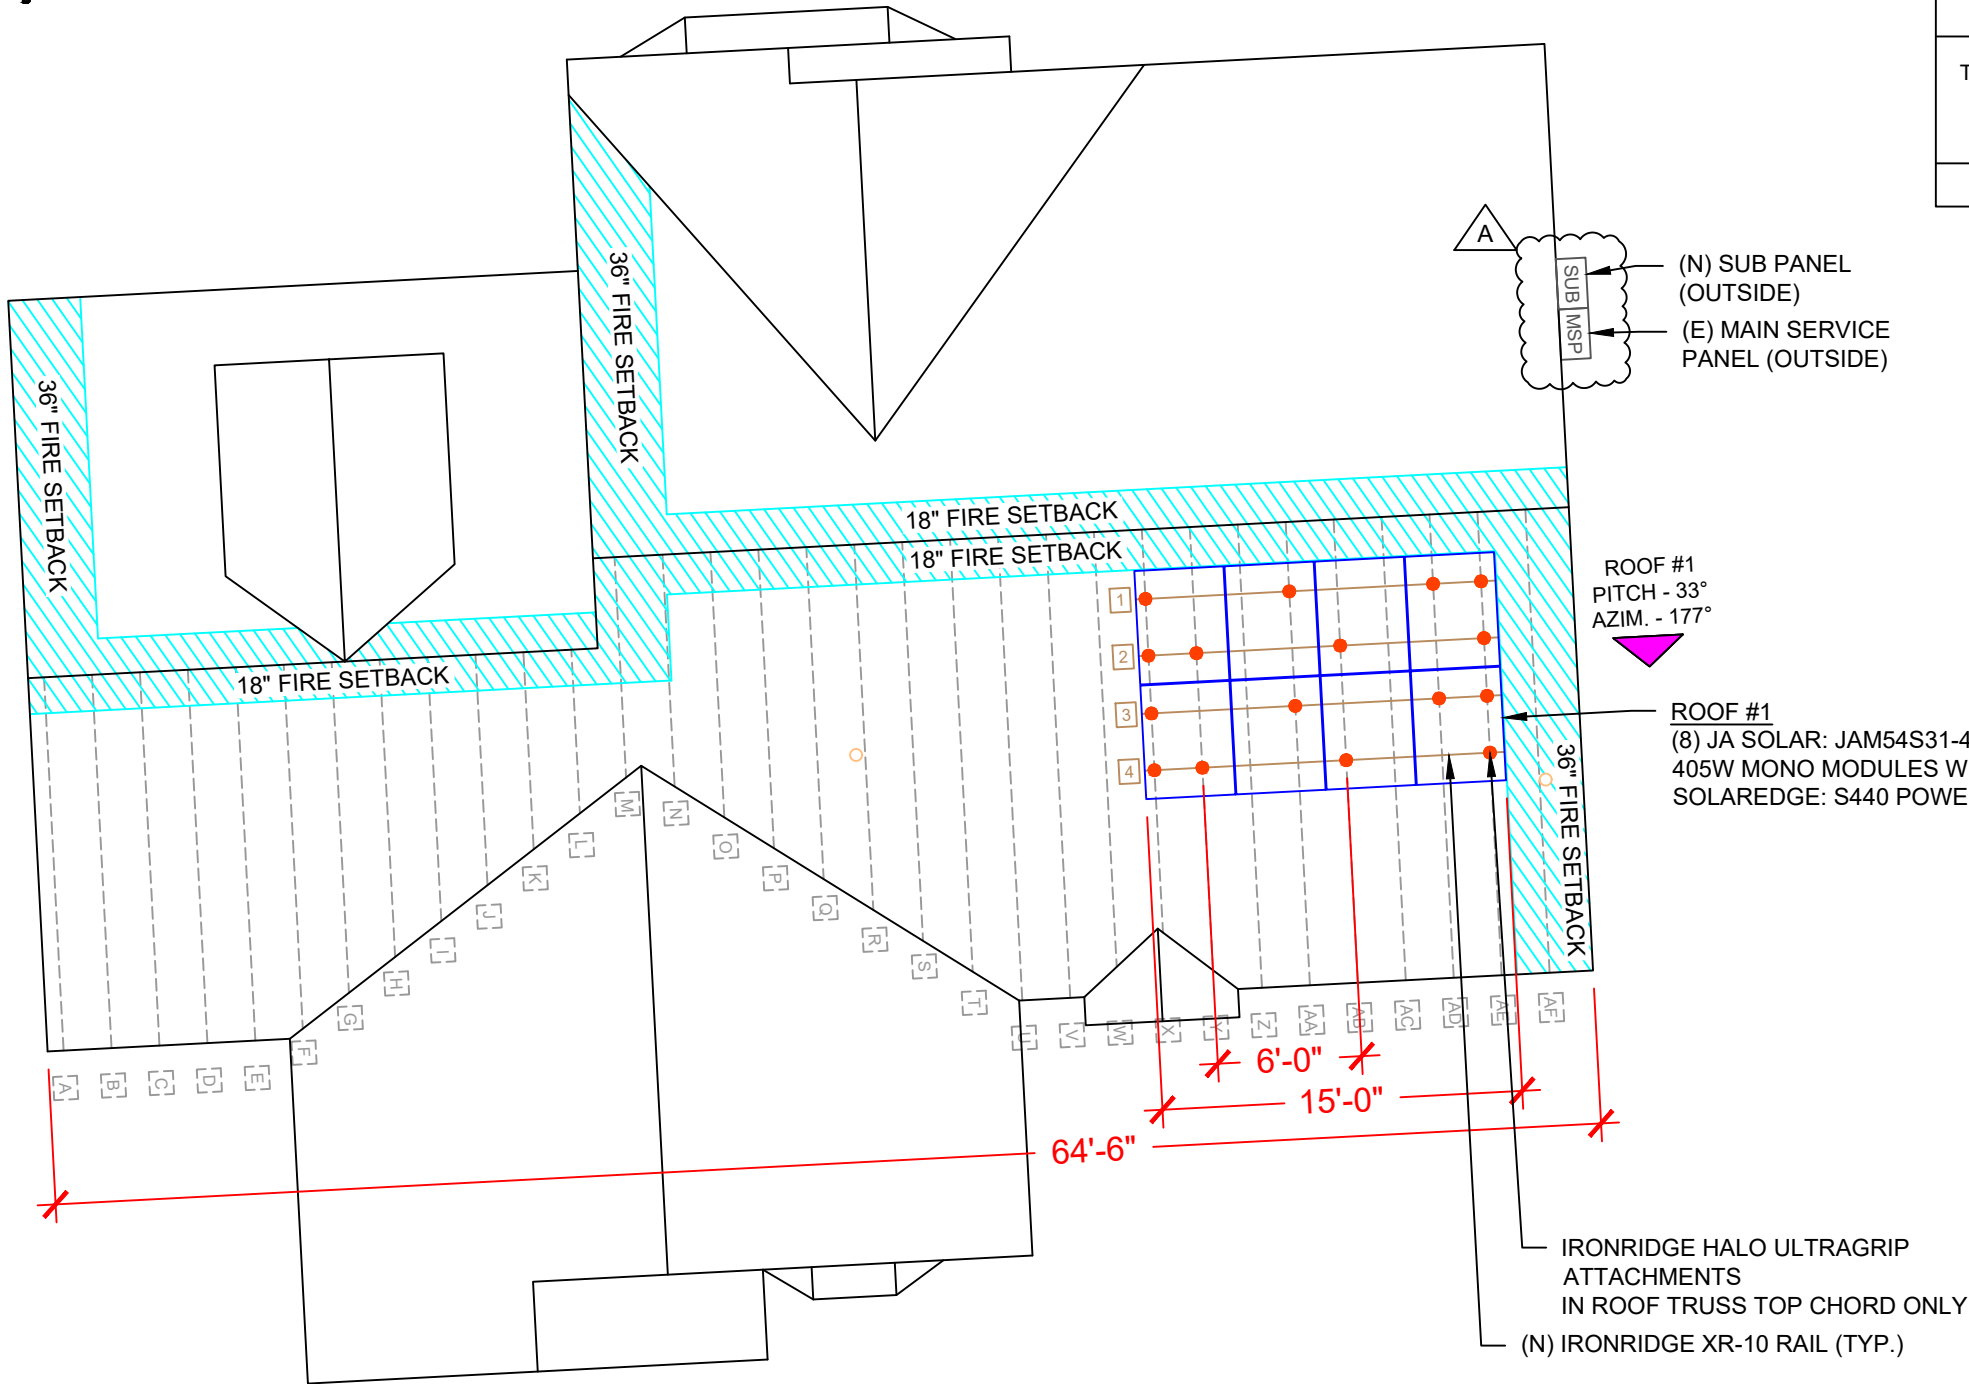 T
A
SUB
MSP
(N) SUB PANEL
(OUTSIDE)
(E) MAIN SERVICE
PANEL (OUTSIDE)
36" FIRE SETBACK
36" FIRE SETBACK
18" FIRE SETBACK
18" FIRE SETBACK
18" FIRE SETBACK
ROOF #1
PITCH - 33°
AZIM. - 177°
1
2
3
4
ROOF #1
(8) JA SOLAR: JAM54S31-4
405W MONO MODULES W
SOLAREDGE: S440 POWE
36" FIRE SETBACK
A
B
C
D
E
F
G
H
I
J
K
L
M
N
O
P
Q
R
S
T
U
V
W
X
Y
Z
AA
AB
AC
AD
AE
AF
6'-0"
15'-0"
64'-6"
IRONRIDGE HALO ULTRAGRIP
ATTACHMENTS
IN ROOF TRUSS TOP CHORD ONLY
(N) IRONRIDGE XR-10 RAIL (TYP.)